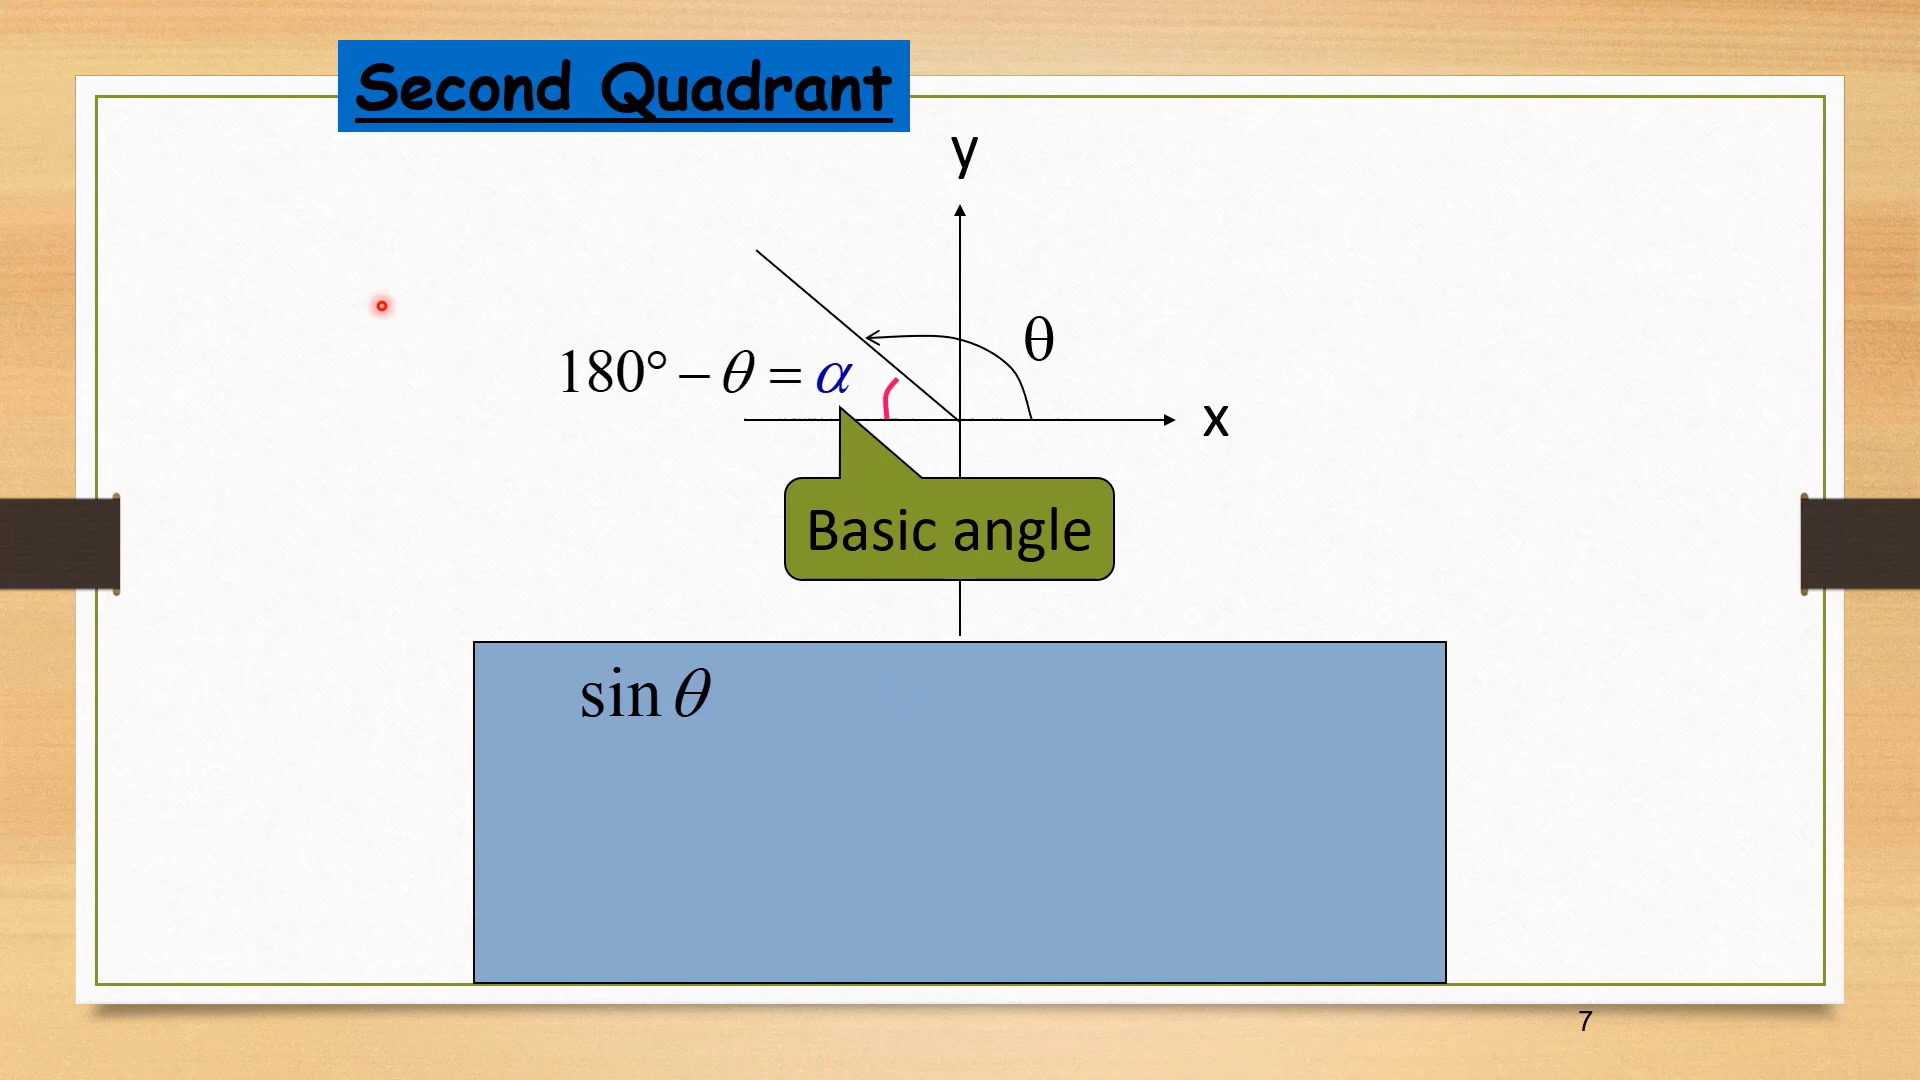 Second Quadrant
y
θ
180° − θ = α
x
Basic angle
sin θ
7